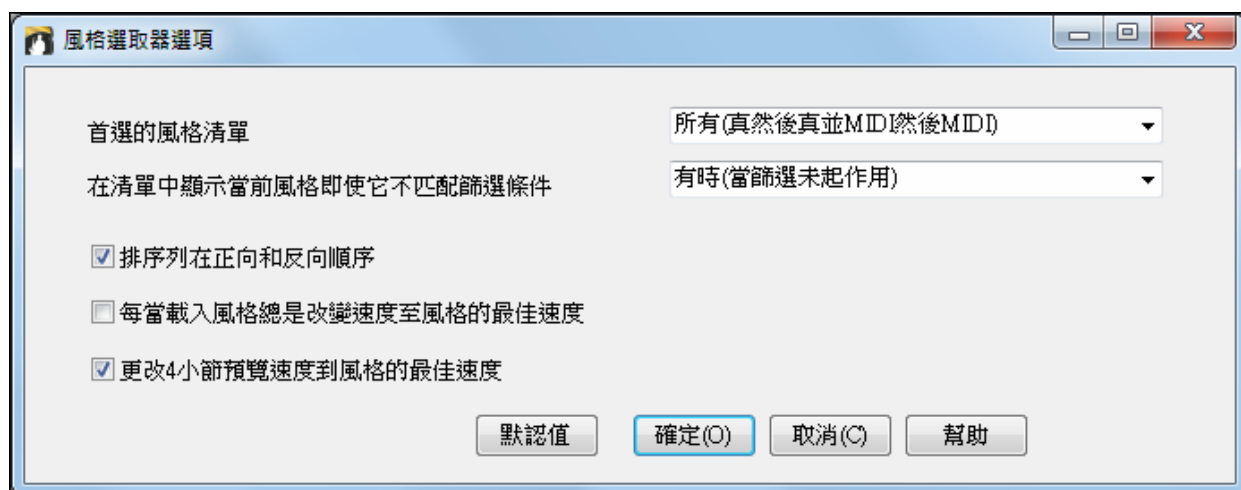 風格選取器選項
首選的風格清單
所有(真然後真並MIDI然後MIDI)
在清單中顯示當前風格即使它不匹配篩選條件
有時(當篩選未起作用)
排序列在正向和反向順序
每當載入風格總是改變速度至風格的最佳速度
更改4小節預覽速度到風格的最佳速度
默認值 確定(O) 取消(C) 幫助